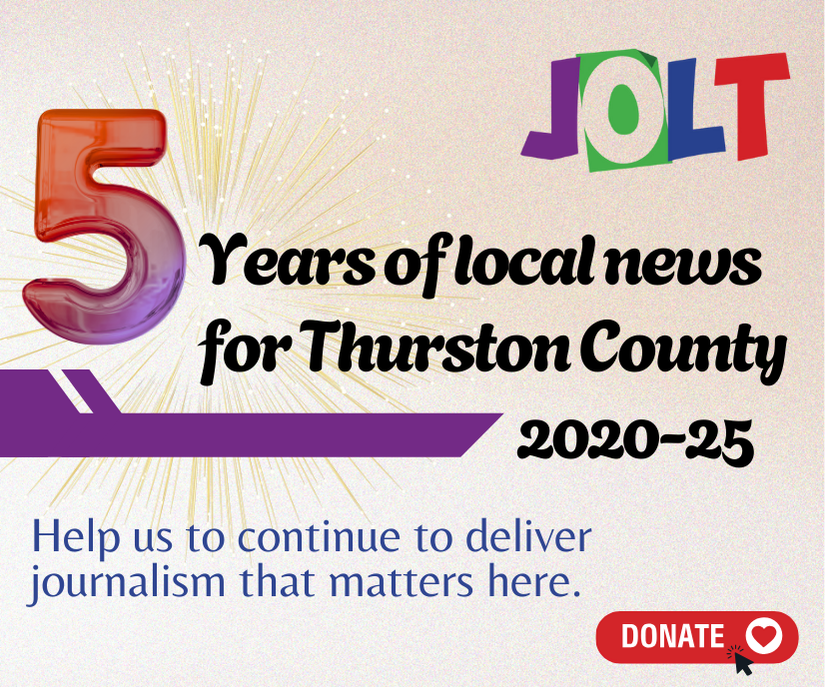 JOLT
5 Years of local news
for Thurston County
2020-25
Help us to continue to deliver
journalism that matters here.
DONATE